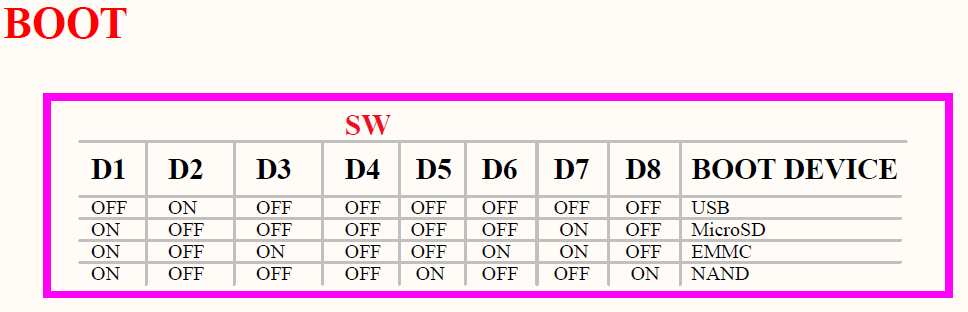 BOOT
SW
D1 D2 D3 D4 D5 D6 D7 D8 BOOT DEVICE
OFF ON OFF OFF OFF OFF OFF OFF USB
ON OFF OFF OFF OFF OFF ON OFF MicroSD
ON OFF ON OFF OFF ON ON OFF EMMC
ON OFF OFF OFF ON OFF OFF ON NAND